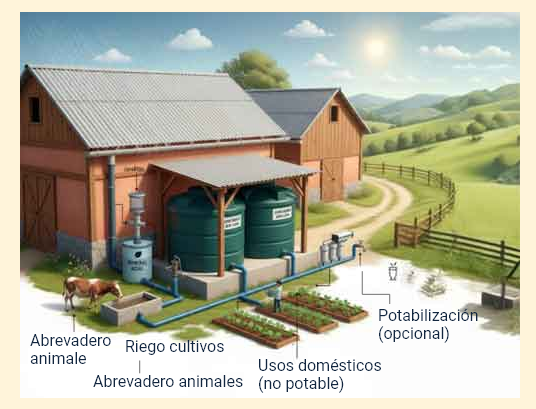 Abrevadero
animale
Riego cultivos
Abrevadero animales
Usos domésticos
(no potable)
Potabilización
(opcional)